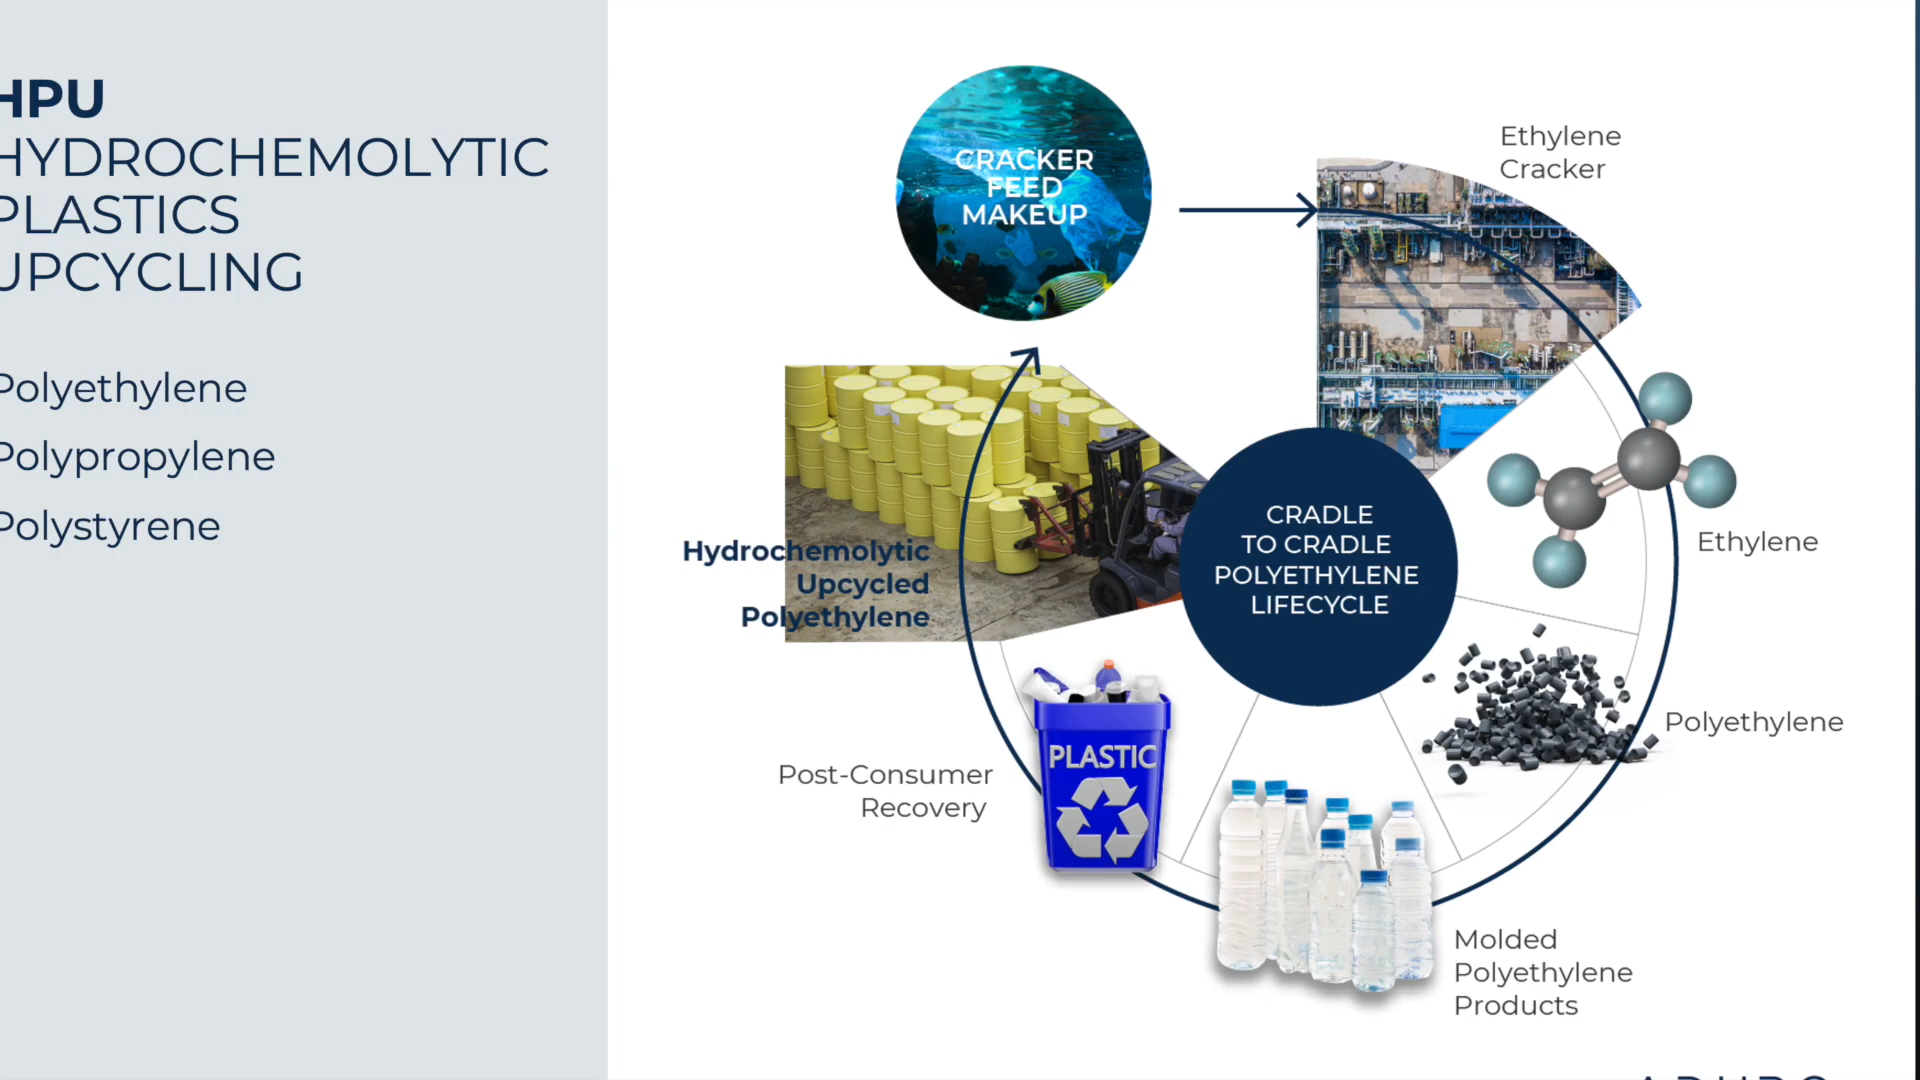 HPU
HYDROCHEMOLYTIC
PLASTICS
UPCYCLING
Polyethylene
Polypropylene
Polystyrene
CRACKER
FEED
MAKEUP
Ethylene
Cracker
Ethylene
Polyethylene
Molded
Polyethylene
Products
PLASTIC
Post-Consumer
Recovery
Hydrochemolytic
Upcycled
Polyethylene
CRADLE
TO CRADLE
POLYETHYLENE
LIFECYCLE